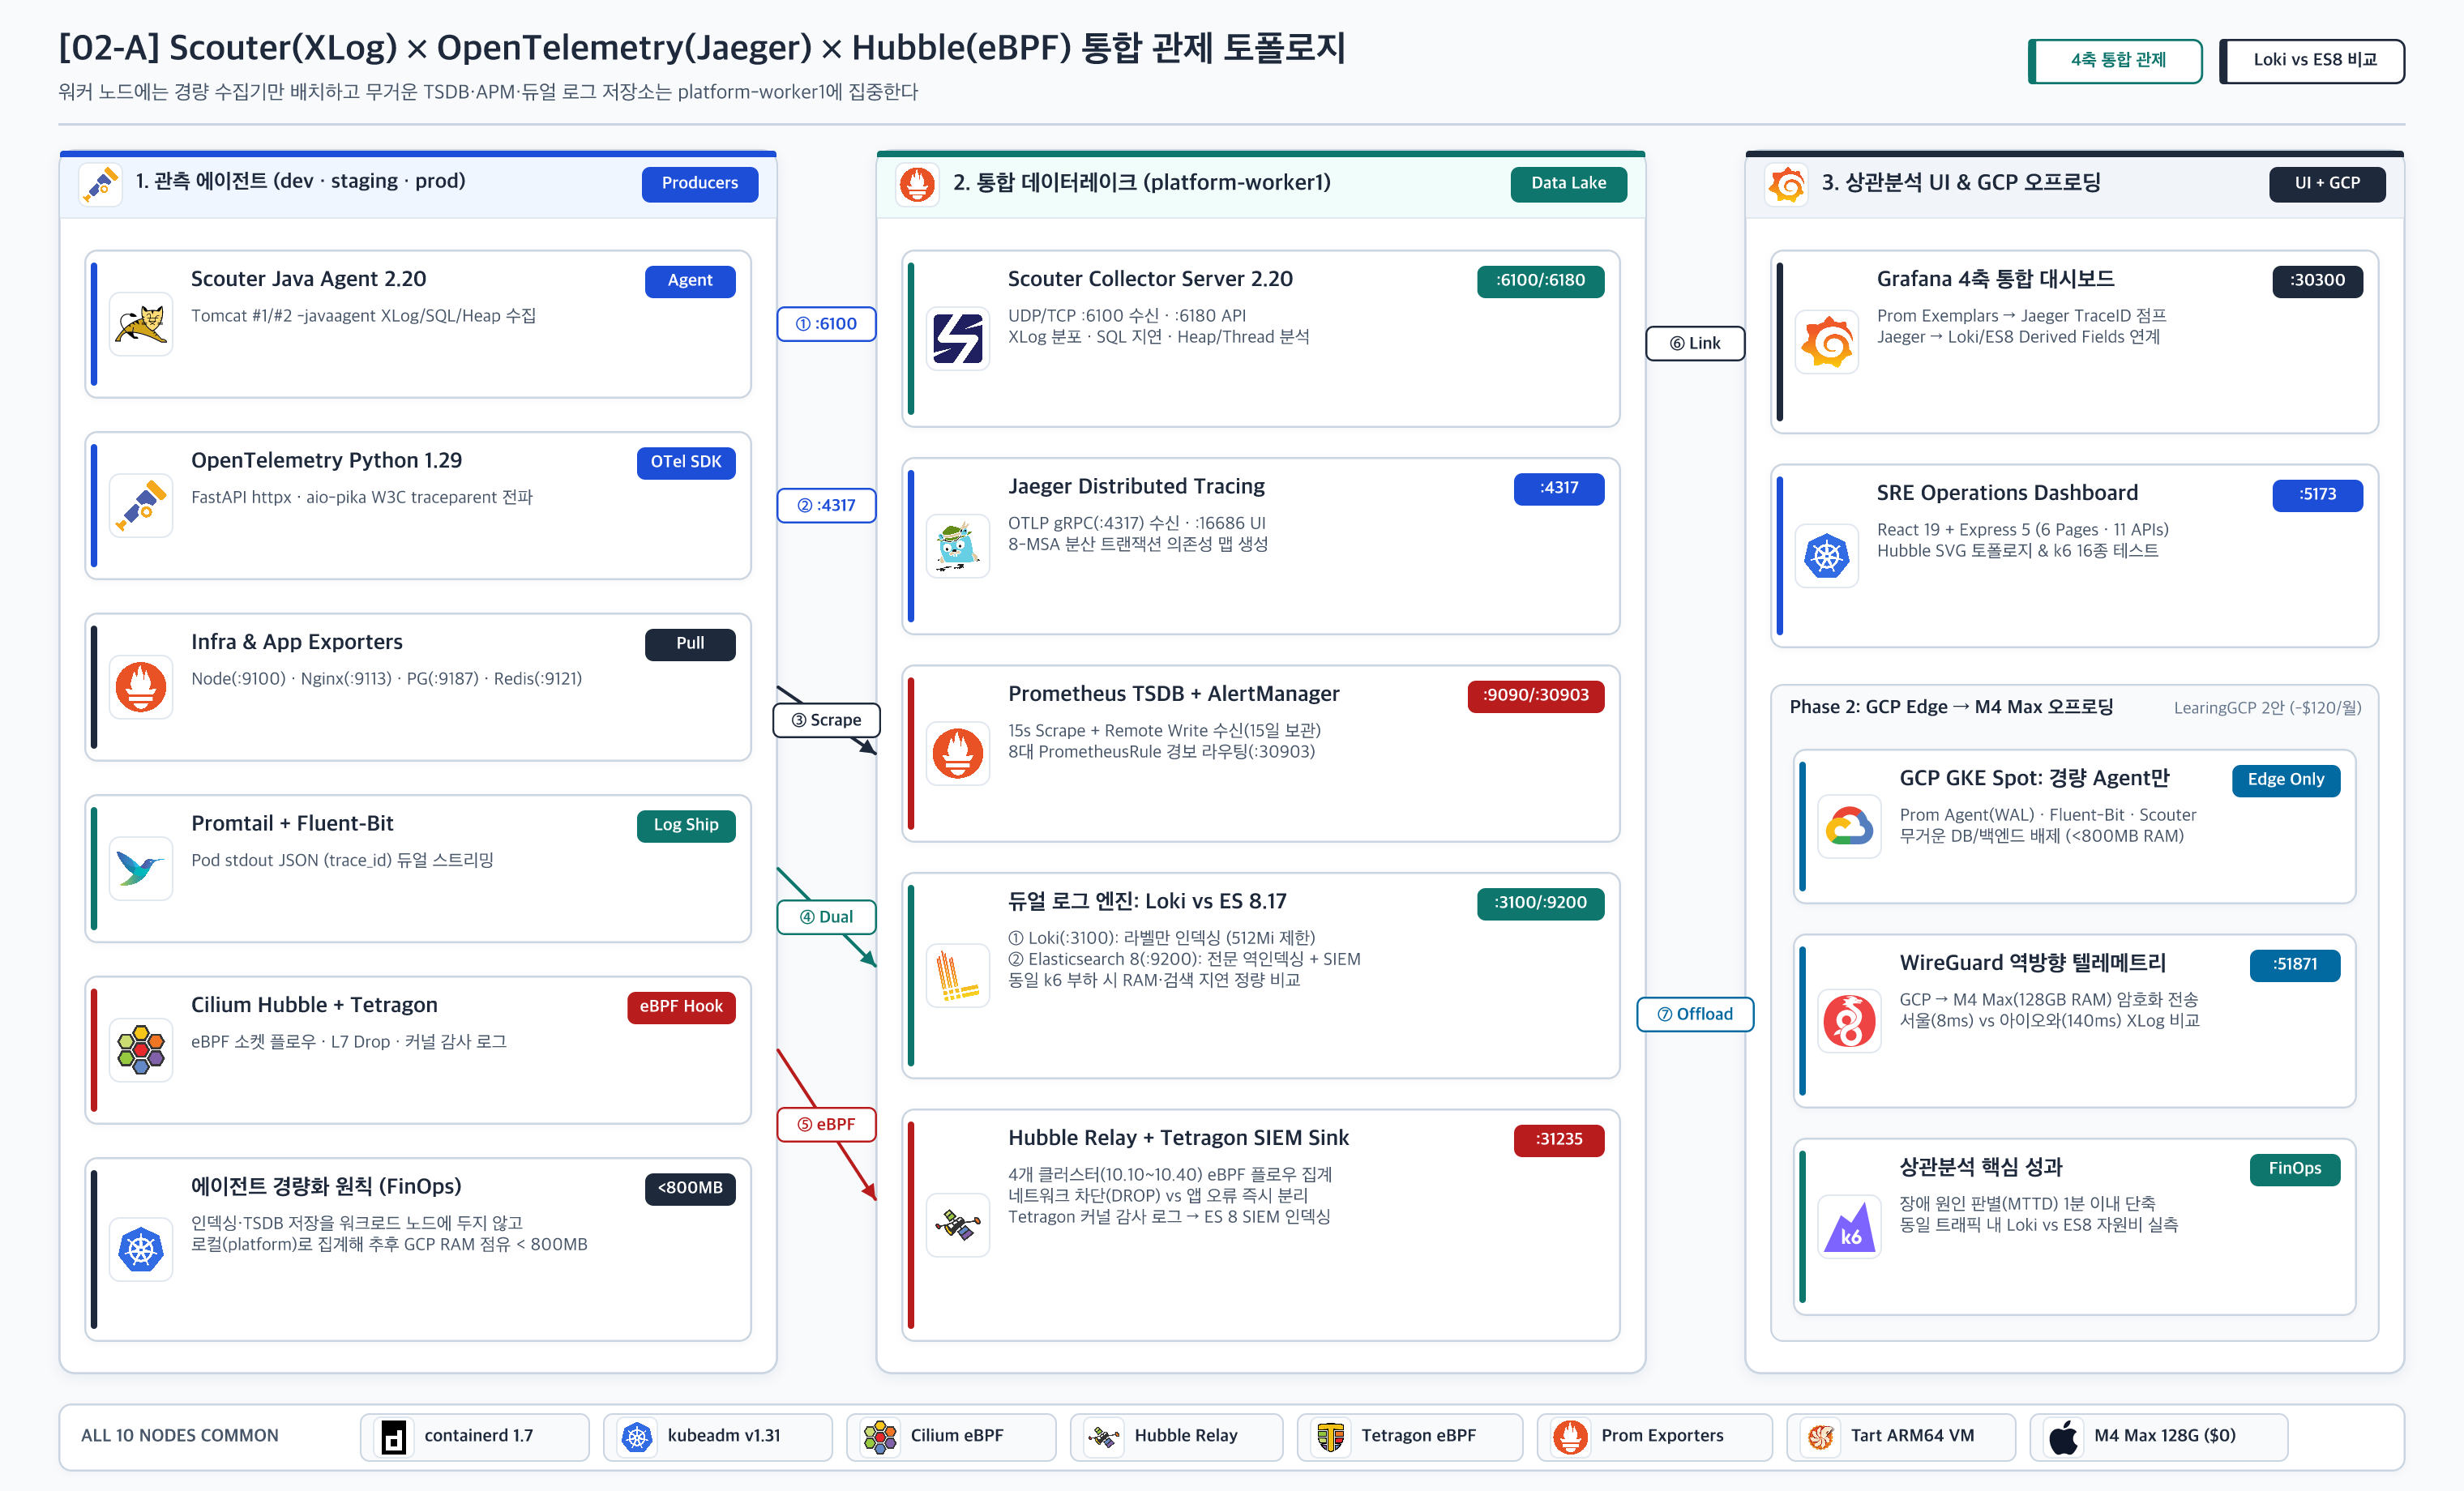 [02-A] Scouter(XLog) × OpenTelemetry(Jaeger) × Hubble(eBPF) 통합 관제 토폴로지
워커 노드에는 경량 수집기만 배치하고 무거운 TSDB·APM·듀얼 로그 저장소는 platform-worker1에 집중한다
4축 통합 관제
Loki vs ES8 비교
1. 관측 에이전트 (dev · staging · prod)
Producers
Scouter Java Agent 2.20
Agent
Tomcat #1/#2 -javaagent XLog/SQL/Heap 수집
OpenTelemetry Python 1.29
OTel SDK
FastAPI httpx · aio-pika W3C traceparent 전파
Infra & App Exporters
Pull
Node(:9100) · Nginx(:9113) · PG(:9187) · Redis(:9121)
Promtail + Fluent-Bit
Log Ship
Pod stdout JSON (trace_id) 듀얼 스트리밍
Cilium Hubble + Tetragon
eBPF Hook
eBPF 소켓 플로우 · L7 Drop · 커널 감사 로그
에이전트 경량화 원칙 (FinOps)
<800MB
인덱싱·TSDB 저장을 워크로드 노드에 두지 않고
로컬(platform)로 집계해 추후 GCP RAM 점유 < 800MB
① :6100
② :4317
③ Scrape
④ Dual
⑤ eBPF
2. 통합 데이터레이크 (platform-worker1)
Data Lake
Scouter Collector Server 2.20
:6100/:6180
UDP/TCP :6100 수신 · :6180 API
XLog 분포 · SQL 지연 · Heap/Thread 분석
Jaeger Distributed Tracing
:4317
OTLP gRPC(:4317) 수신 · :16686 UI
8-MSA 분산 트랜잭션 의존성 맵 생성
Prometheus TSDB + AlertManager
:9090/:30903
15s Scrape + Remote Write 수신(15일 보관)
8대 PrometheusRule 경보 라우팅(:30903)
듀얼 로그 엔진: Loki vs ES 8.17
:3100/:9200
① Loki(:3100): 라벨만 인덱싱 (512Mi 제한)
② Elasticsearch 8(:9200): 전문 역인덱싱 + SIEM
동일 k6 부하 시 RAM·검색 지연 정량 비교
Hubble Relay + Tetragon SIEM Sink
:31235
4개 클러스터(10.10~10.40) eBPF 플로우 집계
네트워크 차단(DROP) vs 앱 오류 즉시 분리
Tetragon 커널 감사 로그 → ES 8 SIEM 인덱싱
⑥ Link
⑦ Offload
3. 상관분석 UI & GCP 오프로딩
UI + GCP
Grafana 4축 통합 대시보드
:30300
Prom Exemplars → Jaeger TraceID 점프
Jaeger → Loki/ES8 Derived Fields 연계
SRE Operations Dashboard
:5173
React 19 + Express 5 (6 Pages · 11 APIs)
Hubble SVG 토폴로지 & k6 16종 테스트
Phase 2: GCP Edge → M4 Max 오프로딩
LearingGCP 2안 (-$120/월)
GCP GKE Spot: 경량 Agent만
Edge Only
Prom Agent(WAL) · Fluent-Bit · Scouter
무거운 DB/백엔드 배제 (<800MB RAM)
WireGuard 역방향 텔레메트리
:51871
GCP → M4 Max(128GB RAM) 암호화 전송
서울(8ms) vs 아이오와(140ms) XLog 비교
상관분석 핵심 성과
FinOps
k6
장애 원인 판별(MTTD) 1분 이내 단축
동일 트래픽 내 Loki vs ES8 자원비 실측
ALL 10 NODES COMMON
containerd 1.7
kubeadm v1.31
Cilium eBPF
Hubble Relay
Tetragon eBPF
Prom Exporters
Tart ARM64 VM
M4 Max 128G ($0)